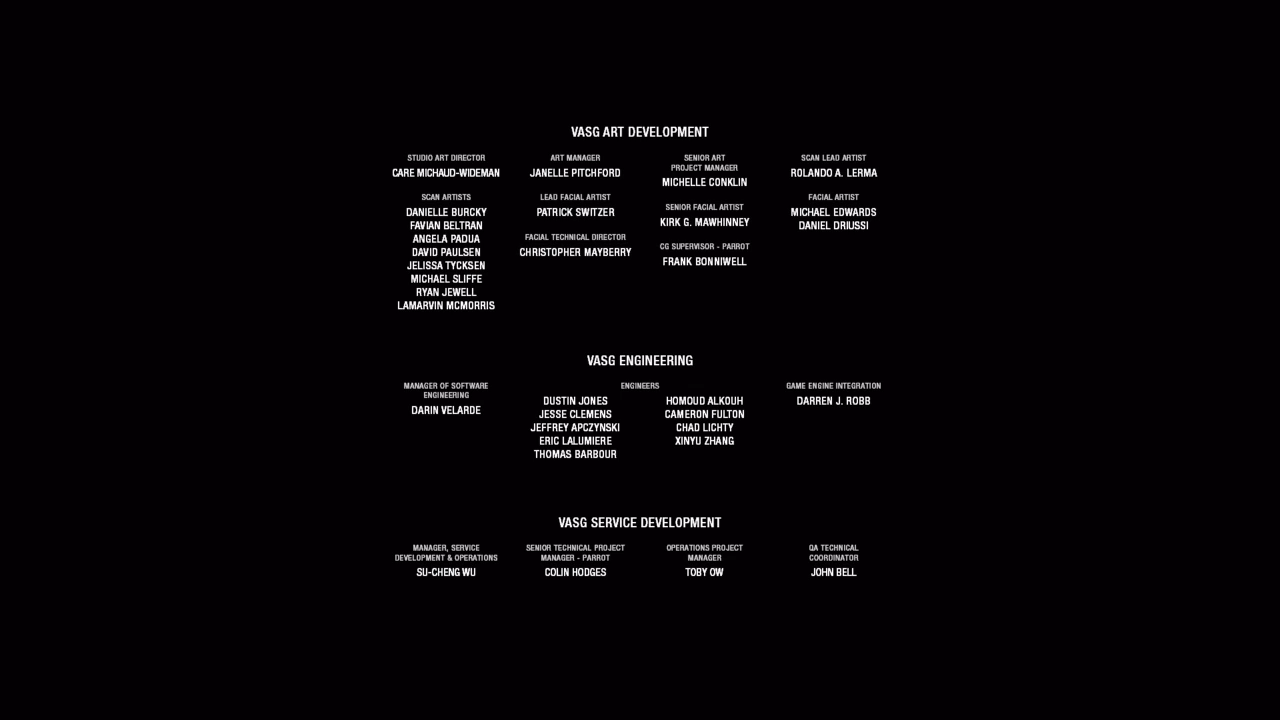 VASG ART DEVELOPMENT
STUDIO ART DIRECTOR
CARE MICHAUD-WIDEMAN
SCAN ARTISTS
DANIELLE BURCKY
FAVIAN BELTRAN
ANGELA PADUA
DAVID PAULSEN
JELISSA TYCKSEN
MICHAEL SLIFFE
RYAN JEWELL
LAMARVIN MCMORRIS
ART MANAGER
JANELLE PITCHFORD
LEAD FACIAL ARTIST
PATRICK SWITZER
FACIAL TECHNICAL DIRECTOR
CHRISTOPHER MAYBERRY
SENIOR ART
PROJECT MANAGER
MICHELLE CONKLIN
SENIOR FACIAL ARTIST
KIRK G. MAWHINNEY
CG SUPERVISOR - PARROT
FRANK BONNIWELL
SCAN LEAD ARTIST
ROLANDO A. LERMA
FACIAL ARTIST
MICHAEL EDWARDS
DANIEL DRIUSSI
VASG ENGINEERING
MANAGER OF SOFTWARE
ENGINEERING
DARIN VELARDE
ENGINEERS
DUSTIN JONES
JESSE CLEMENS
JEFFREY APCZYNSKI
ERIC LALUMIERE
THOMAS BARBOUR
HOMOUD ALKOUH
CAMERON FULTON
CHAD LICHTY
XINYU ZHANG
GAME ENGINE INTEGRATION
DARREN J. ROBB
VASG SERVICE DEVELOPMENT
MANAGER, SERVICE
DEVELOPMENT & OPERATIONS
SU-CHENG WU
SENIOR TECHNICAL PROJECT
MANAGER - PARROT
COLIN HODGES
OPERATIONS PROJECT
MANAGER
TOBY OW
QA TECHNICAL
COORDINATOR
JOHN BELL